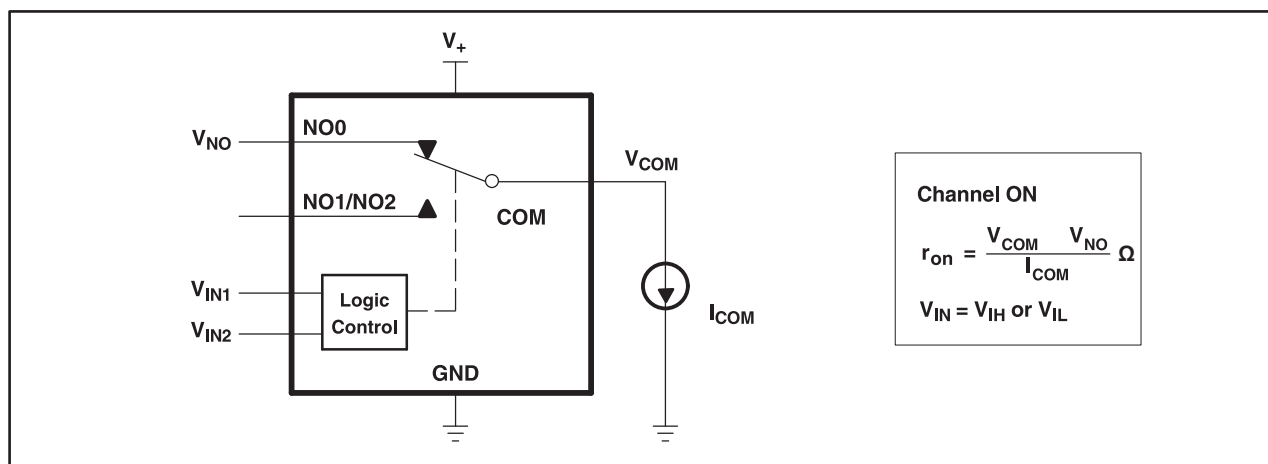 V+
NO0
VNO
VCOM
NO1/NO2
COM
VIN1
Logic
Control
VIN2
ICOM
GND
Channel ON
ron = VCOM VNO / ICOM Ω
VIN = VIH or VIL